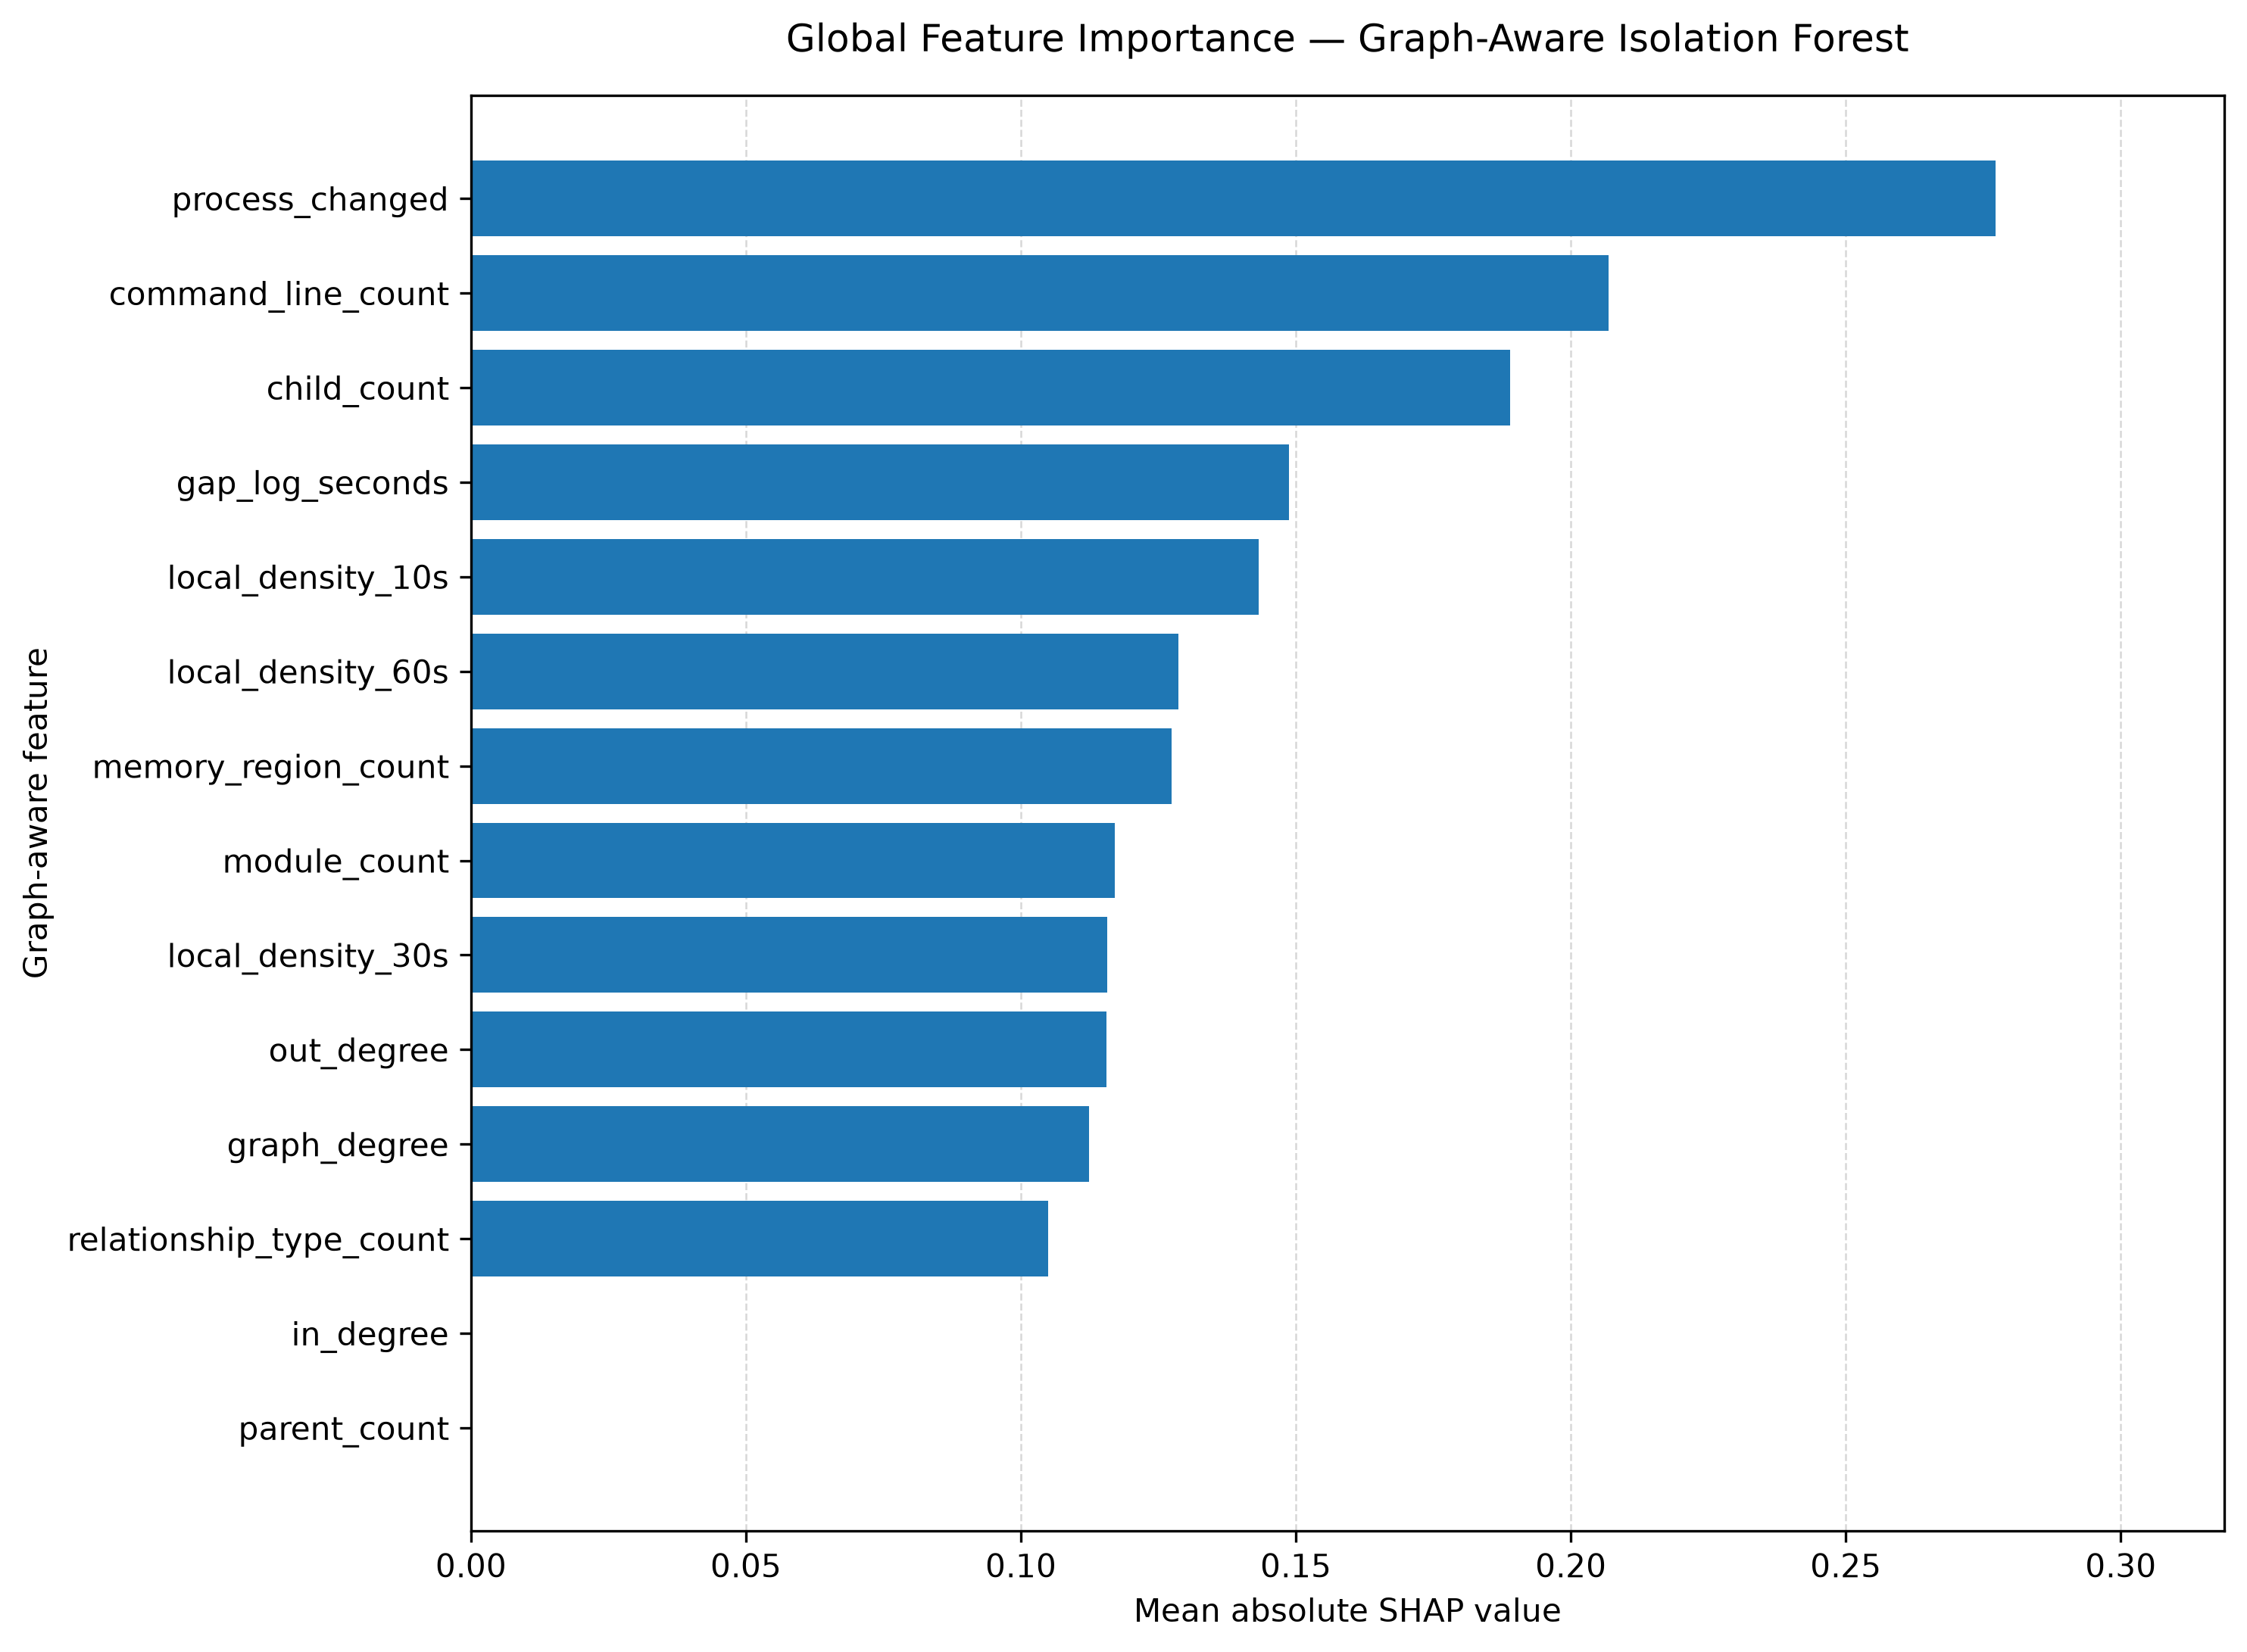 Global Feature Importance — Graph-Aware Isolation Forest
Graph-aware feature
process_changed
command_line_count
child_count
gap_log_seconds
local_density_10s
local_density_60s
memory_region_count
module_count
local_density_30s
out_degree
graph_degree
relationship_type_count
in_degree
parent_count
0.00 0.05 0.10 0.15 0.20 0.25 0.30
Mean absolute SHAP value